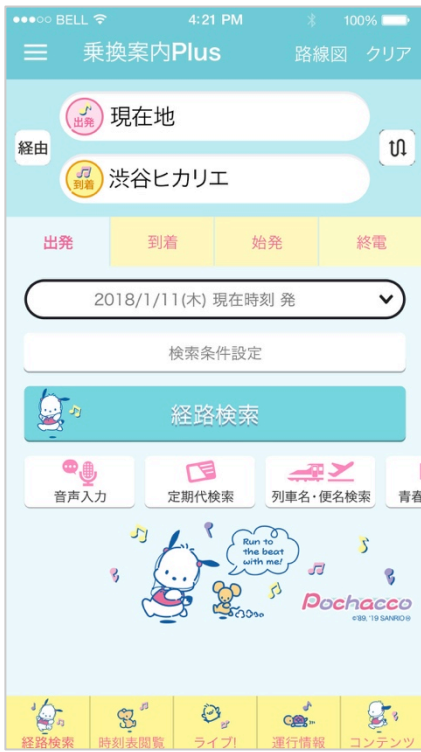 BELL 4:21 PM 100%
乗換案内Plus 路線図 クリア
出発 現在地
経由
到着 渋谷ヒカリエ
出発 到着 始発 終電
2018/1/11(木) 現在時刻 発
検索条件設定
経路検索
音声入力 定期代検索 列車名・便名検索 青春
Run to
the beat
with me!
Pochacco
©'89, '19 SANRIO
経路検索 時刻表閲覧 ライブ! 運行情報 コンテンツ